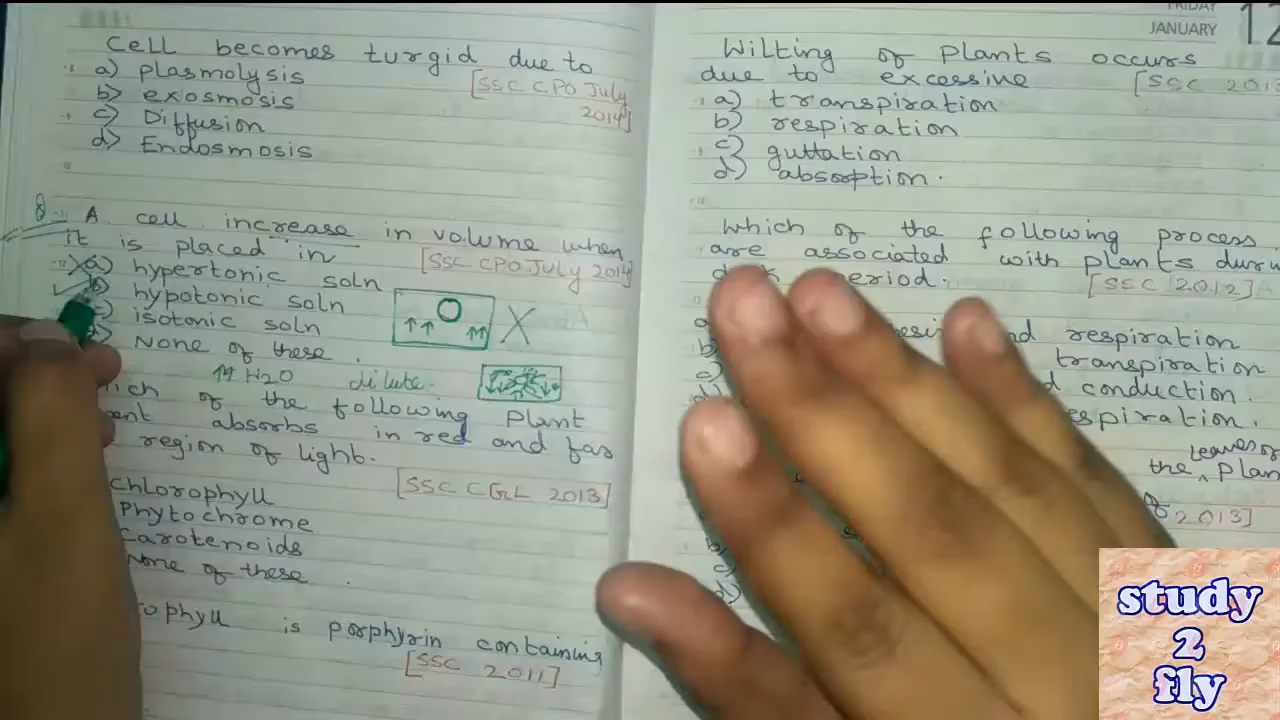 Cell becomes turgid due to
a) plasmolysis
[SSC CPO July 2014]
b) exosmosis
c) Diffusion
d) Endosmosis
Q A cell increase in volume when
it is placed in
[SSC CPO July 2014]
a) hypertonic soln
b) hypotonic soln
isotonic soln
None of these.
H2O dilute
of the following plant
absorbs in red and far
region of light.
[SSC CGL 2013]
chlorophyll
Phytochrome
Carotenoids
None of these.
is porphyrin containing
[SSC 2011]
FRIDAY
JANUARY 12
Wilting of plants occurs
due to excessive
[SSC 2013
a) transpiration
b) respiration
c) guttation
d) absorption.
Which of the following process
are associated with plants
[SSC 2012]
and respiration
transpiration
conduction.
leaves of
the plan
2013]
study
2
fly